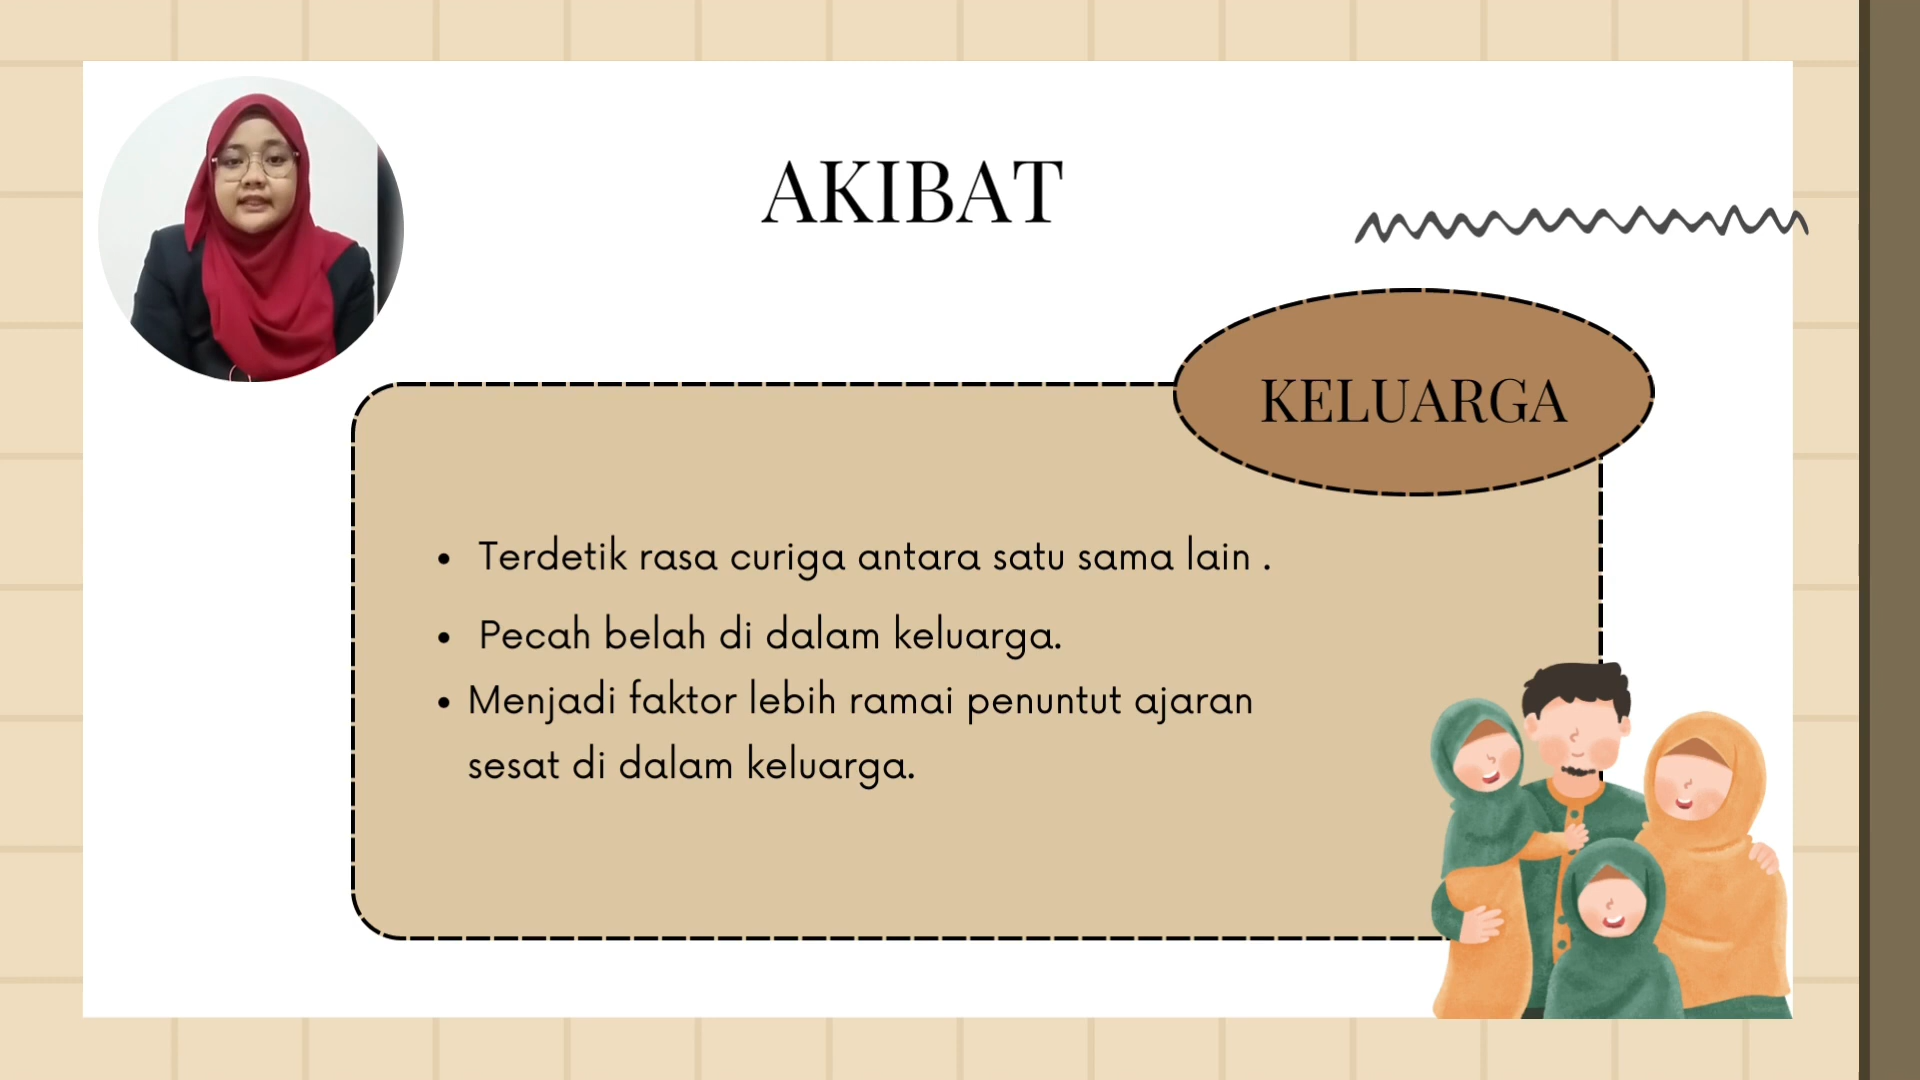 AKIBAT
KELUARGA
• Terdetik rasa curiga antara satu sama lain .
• Pecah belah di dalam keluarga.
• Menjadi faktor lebih ramai penuntut ajaran
sesat di dalam keluarga.